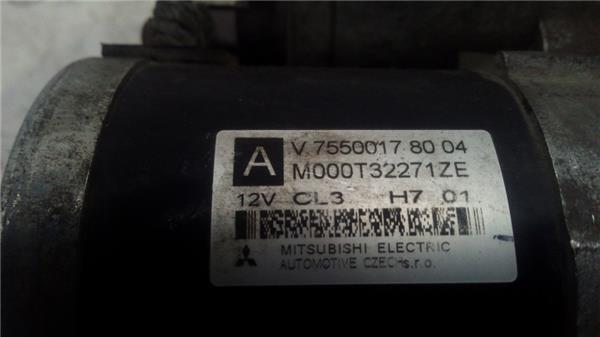 A
V 7550017 80 04
M000T32271ZE
12V CL3 H7 01
MITSUBISHI ELECTRIC
AUTOMOTIVE CZECH s.r.o.